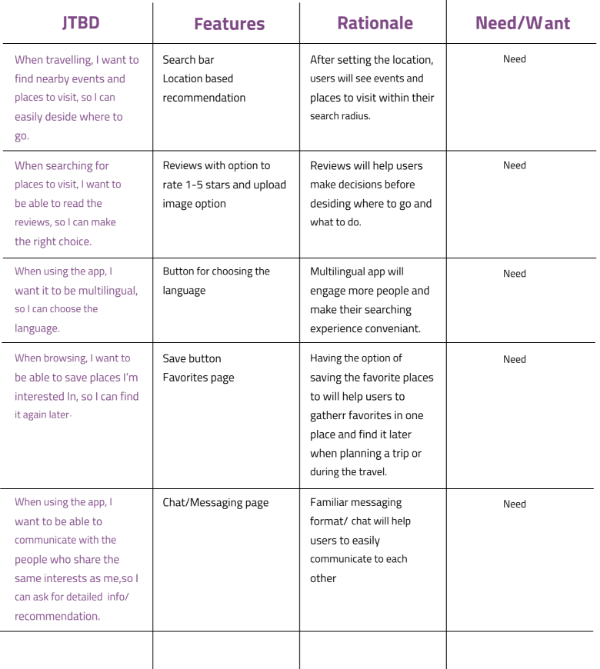 JTBD
Features
Rationale
Need/Want
When travelling, I want to
find nearby events and
places to visit, so I can
easily deside where to
go.
Search bar
Location based
recommendation
After setting the location,
users will see events and
places to visit within their
search radius.
Need
When searching for
places to visit, I want to
be able to read the
reviews, so I can make
the right choice.
Reviews with option to
rate 1-5 stars and upload
image option
Reviews will help users
make decisions before
desiding where to go and
what to do.
Need
When using the app, I
want it to be multilingual,
so I can choose the
language.
Button for choosing the
language
Multilingual app will
engage more people and
make their searching
experience conveniant.
Need
When browsing, I want to
be able to save places I'm
interested In, so I can find
it again later.
Save button
Favorites page
Having the option of
saving the favorite places
to will help users to
gatherr favorites in one
place and find it later
when planning a trip or
during the travel.
Need
When using the app, I
want to be able to
communicate with the
people who share the
same interests as me,so I
can ask for detailed info/
recommendation.
Chat/Messaging page
Familiar messaging
format/ chat will help
users to easily
communicate to each
other
Need